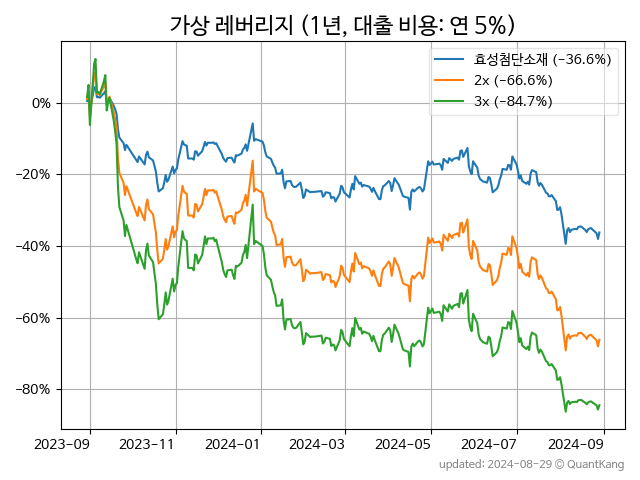 가상 레버리지 (1년, 대출 비용: 연 5%)
효성첨단소재 (−36.6%)
2x (−66.6%)
3x (−84.7%)
0%
−20%
−40%
−60%
−80%
2023-09 2023-11 2024-01 2024-03 2024-05 2024-07 2024-09
updated: 2024-08-29 © QuantKang